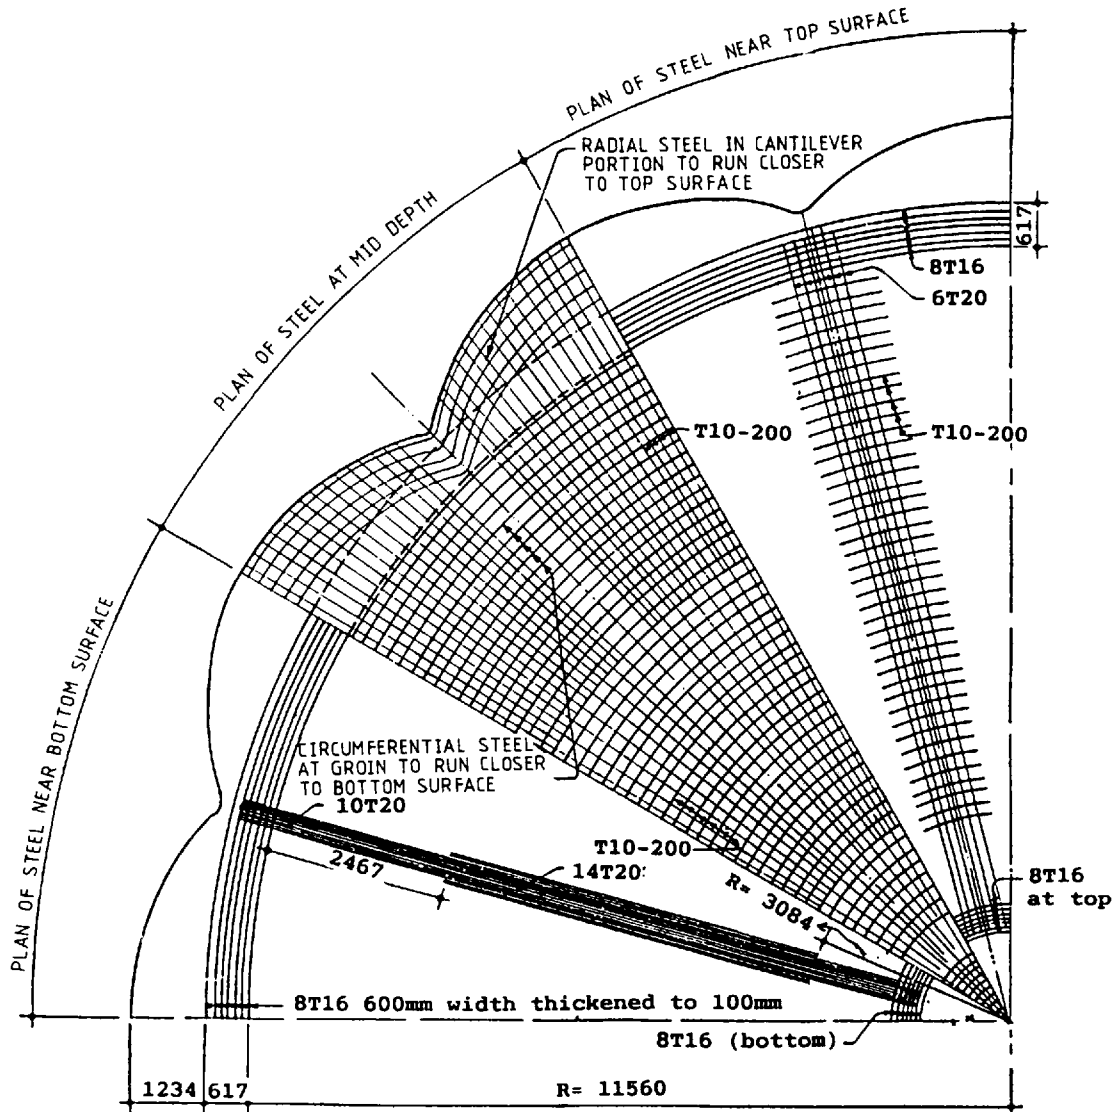 PLAN OF STEEL NEAR TOP SURFACE
RADIAL STEEL IN CANTILEVER
PORTION TO RUN CLOSER
TO TOP SURFACE
PLAN OF STEEL AT MID DEPTH
617
8T16
6T20
T10-200
T10-200
PLAN OF STEEL NEAR BOTTOM SURFACE
CIRCUMFERENTIAL STEEL
AT GROIN TO RUN CLOSER
TO BOTTOM SURFACE
10T20
2467
T10-200
14T20
R= 3084
8T16
at top
8T16 600mm width thickened to 100mm
8T16 (bottom)
1234 617 R= 11560